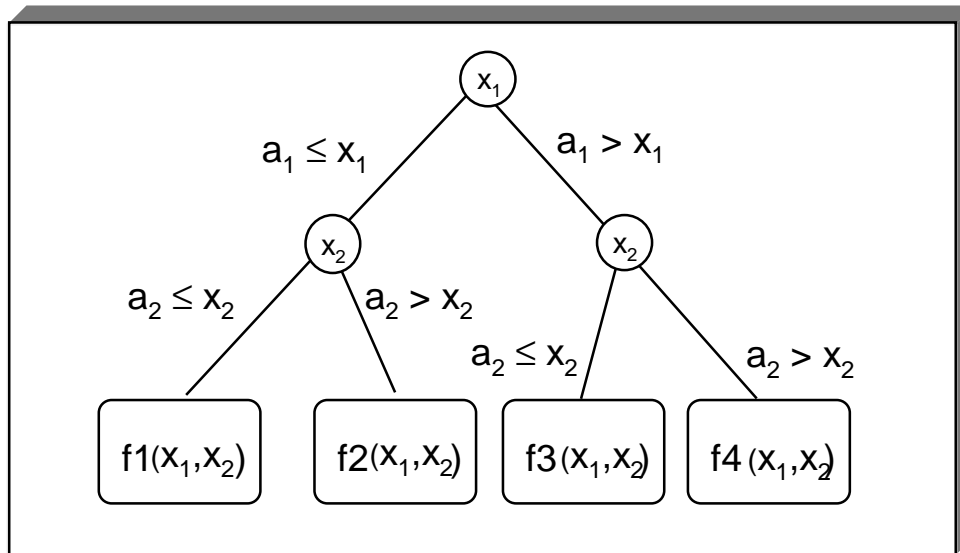 x₁
a₁ ≤ x₁
a₁ > x₁
x₂
x₂
a₂ ≤ x₂
a₂ > x₂
a₂ ≤ x₂
a₂ > x₂
f1(x₁,x₂)
f2(x₁,x₂)
f3(x₁,x₂)
f4(x₁,x₂)